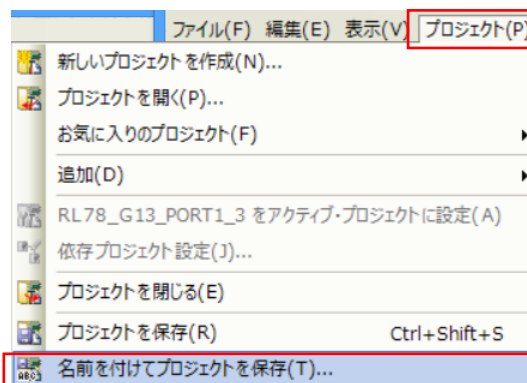 ファイル(F) 編集(E) 表示(V) プロジェクト(P)
新しいプロジェクトを作成(N)...
プロジェクトを開く(P)...
お気に入りのプロジェクト(F)
追加(D)
RL78_G13_PORT1_3 をアクティブ・プロジェクトに設定(A)
依存プロジェクト設定(J)...
プロジェクトを閉じる(E)
プロジェクトを保存(R) Ctrl+Shift+S
名前を付けてプロジェクトを保存(T)...